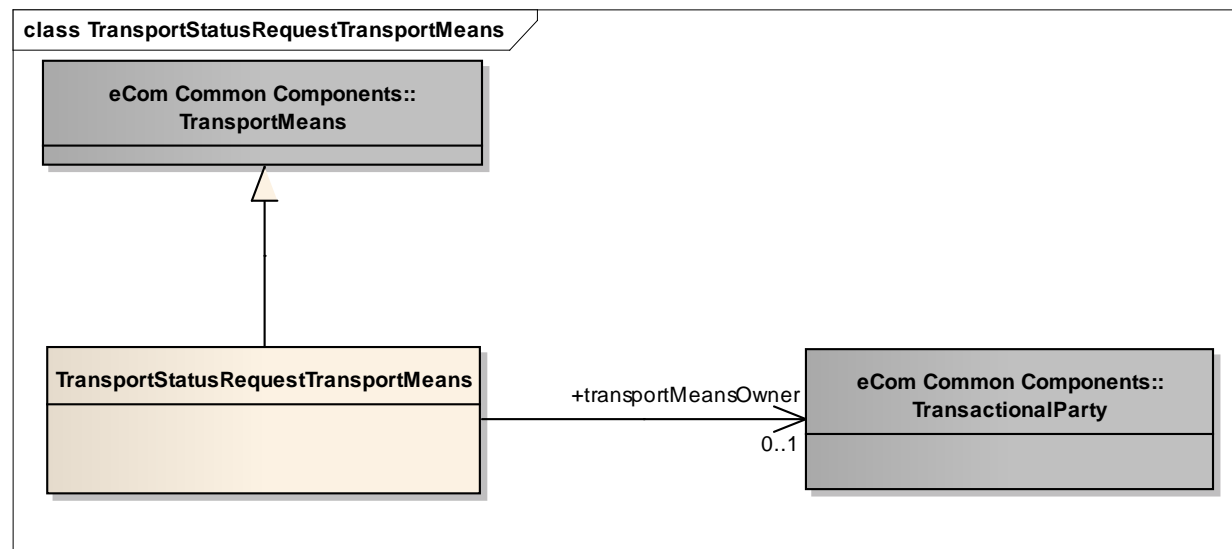 class TransportStatusRequestTransportMeans
eCom Common Components::
TransportMeans
TransportStatusRequestTransportMeans
+transportMeansOwner
0..1
eCom Common Components::
TransactionalParty